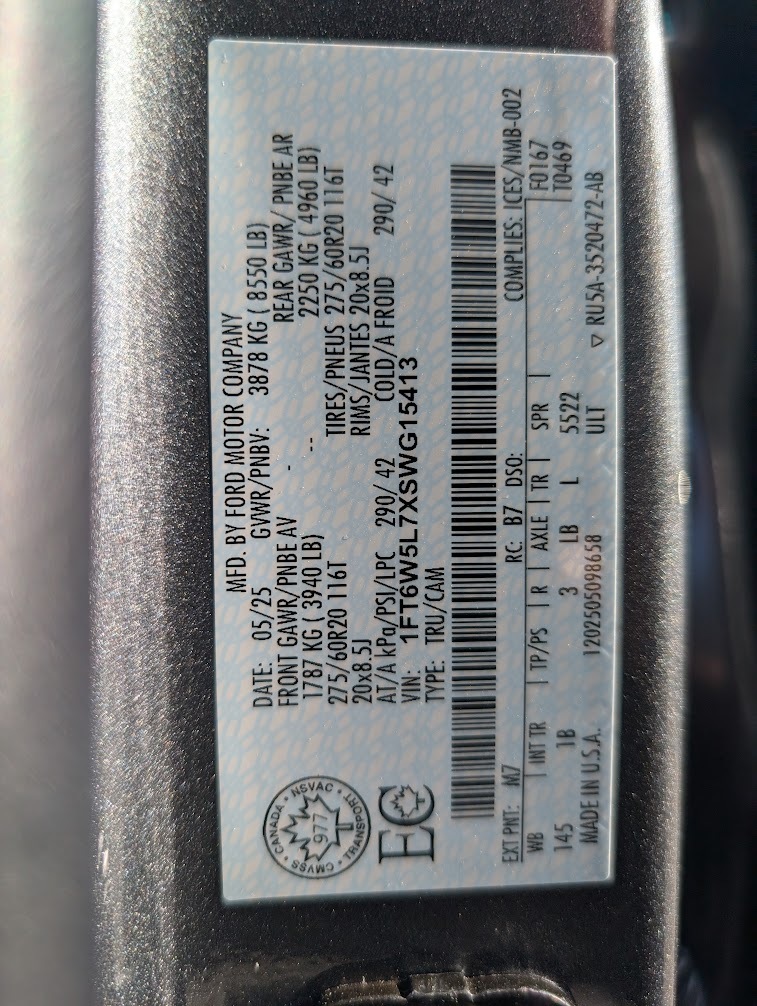 MFD. BY FORD MOTOR COMPANY
DATE: 05/25 GVWR/PNBV: 3878 KG ( 8550 LB)
FRONT GAWR/PNBE AV - REAR GAWR/ PNBE AR
1787 KG ( 3940 LB) -- 2250 KG ( 4960 LB)
275/60R20 116T TIRES/PNEUS 275/60R20 116T
20x8.5J RIMS/JANTES 20x8.5J
AT/A kPa/PSI/LPC 290/ 42 COLD/A FROID 290/ 42
VIN: 1FT6W5L7XSWG15413
TYPE: TRU/CAM
CANADA • NSVAC • TRANSPORT • CMVSS •
977
EC
EXT PNT: M7 RC: B7 DSO: COMPLIES: ICES/NMB-002
WB | INT TR | TP/PS | R | AXLE | TR | SPR | F0167
145 1B 3 LB L 5522 T0469
ULT
MADE IN U.S.A. 1202505098658 ▽ RU5A-3520472-AB